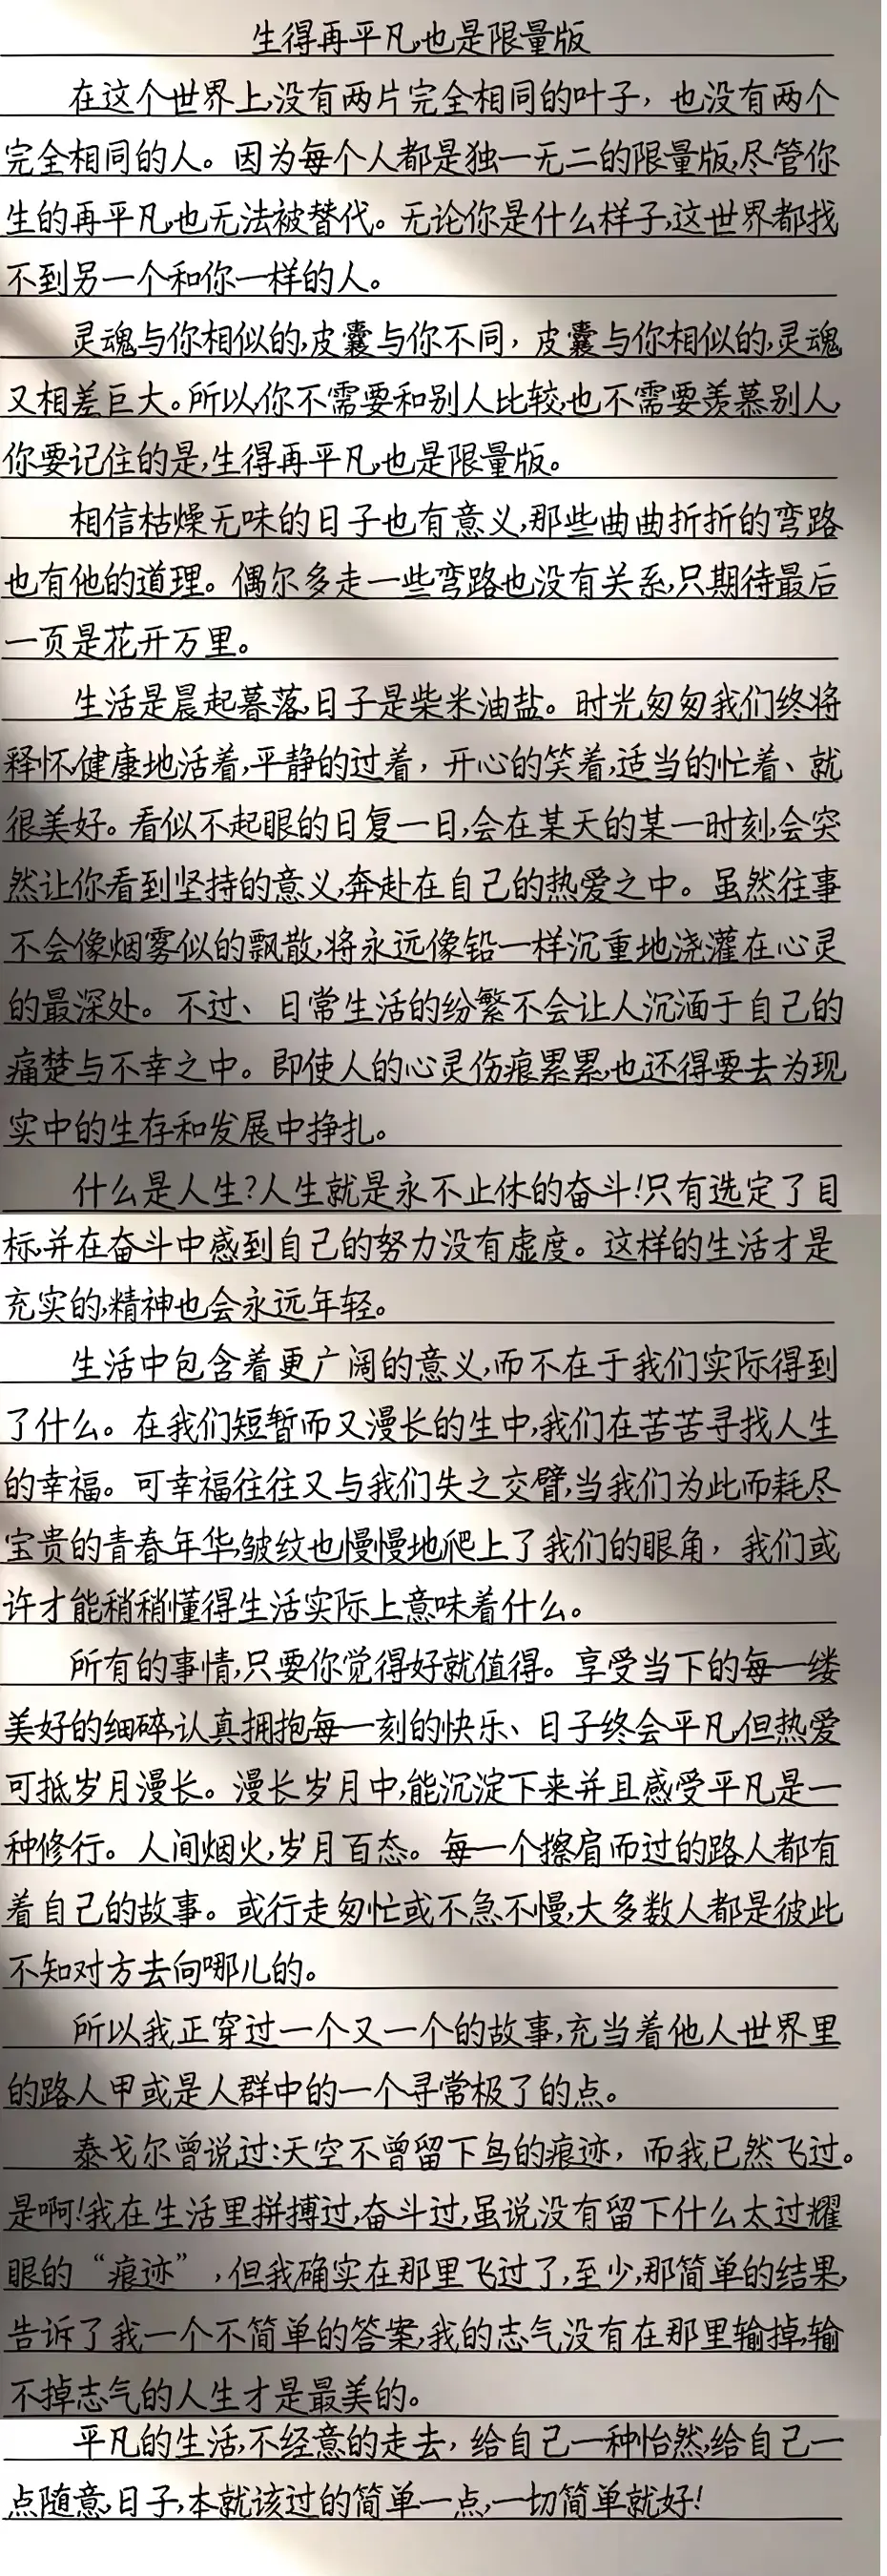 生得再平凡,也是限量版
在这个世界上,没有两片完全相同的叶子，也没有两个
完全相同的人。因为每个人都是独一无二的限量版,尽管你
生的再平凡,也无法被替代。无论你是什么样子,这世界都找
不到另一个和你一样的人。
灵魂与你相似的,皮囊与你不同，皮囊与你相似的,灵魂
又相差巨大。所以,你不需要和别人比较,也不需要羡慕别人,
你要记住的是,生得再平凡,也是限量版。
相信枯燥无味的日子也有意义,那些曲曲折折的弯路
也有他的道理。偶尔多走一些弯路也没有关系,只期待最后
一页是花开万里。
生活是晨起暮落,日子是柴米油盐。时光匆匆我们终将
释怀,健康地活着,平静的过着，开心的笑着,适当的忙着、就
很美好。看似不起眼的日复一日,会在某天的某一时刻,会突
然让你看到坚持的意义,奔赴在自己的热爱之中。虽然往事
不会像烟雾似的飘散,将永远像铅一样沉重地浇灌在心灵
的最深处。不过、日常生活的纷繁不会让人沉湎于自己的
痛楚与不幸之中。即使人的心灵伤痕累累,也还得要去为现
实中的生存和发展中挣扎。
什么是人生?人生就是永不止休的奋斗!只有选定了目
标,并在奋斗中感到自己的努力没有虚度。这样的生活才是
充实的,精神也会永远年轻。
生活中包含着更广阔的意义,而不在于我们实际得到
了什么。在我们短暂而又漫长的生中,我们在苦苦寻找人生
的幸福。可幸福往往又与我们失之交臂,当我们为此而耗尽
宝贵的青春年华,皱纹也慢慢地爬上了我们的眼角，我们或
许才能稍稍懂得生活实际上意味着什么。
所有的事情,只要你觉得好就值得。享受当下的每一缕
美好的细碎,认真拥抱每一刻的快乐、日子终会平凡,但热爱
可抵岁月漫长。漫长岁月中,能沉淀下来并且感受平凡是一
种修行。人间烟火,岁月百态。每一个擦肩而过的路人都有
着自己的故事。或行走匆忙或不急不慢,大多数人都是彼此
不知对方去向哪儿的。
所以我正穿过一个又一个的故事,充当着他人世界里
的路人甲或是人群中的一个寻常极了的点。
泰戈尔曾说过:天空不曾留下鸟的痕迹，而我已然飞过。
是啊!我在生活里拼搏过,奋斗过,虽说没有留下什么太过耀
眼的“痕迹”,但我确实在那里飞过了,至少,那简单的结果,
告诉了我一个不简单的答案,我的志气没有在那里输掉,输
不掉志气的人生才是最美的。
平凡的生活,不经意的走去，给自己一种怡然,给自己一
点随意,日子,本就该过的简单一点,一切简单就好!